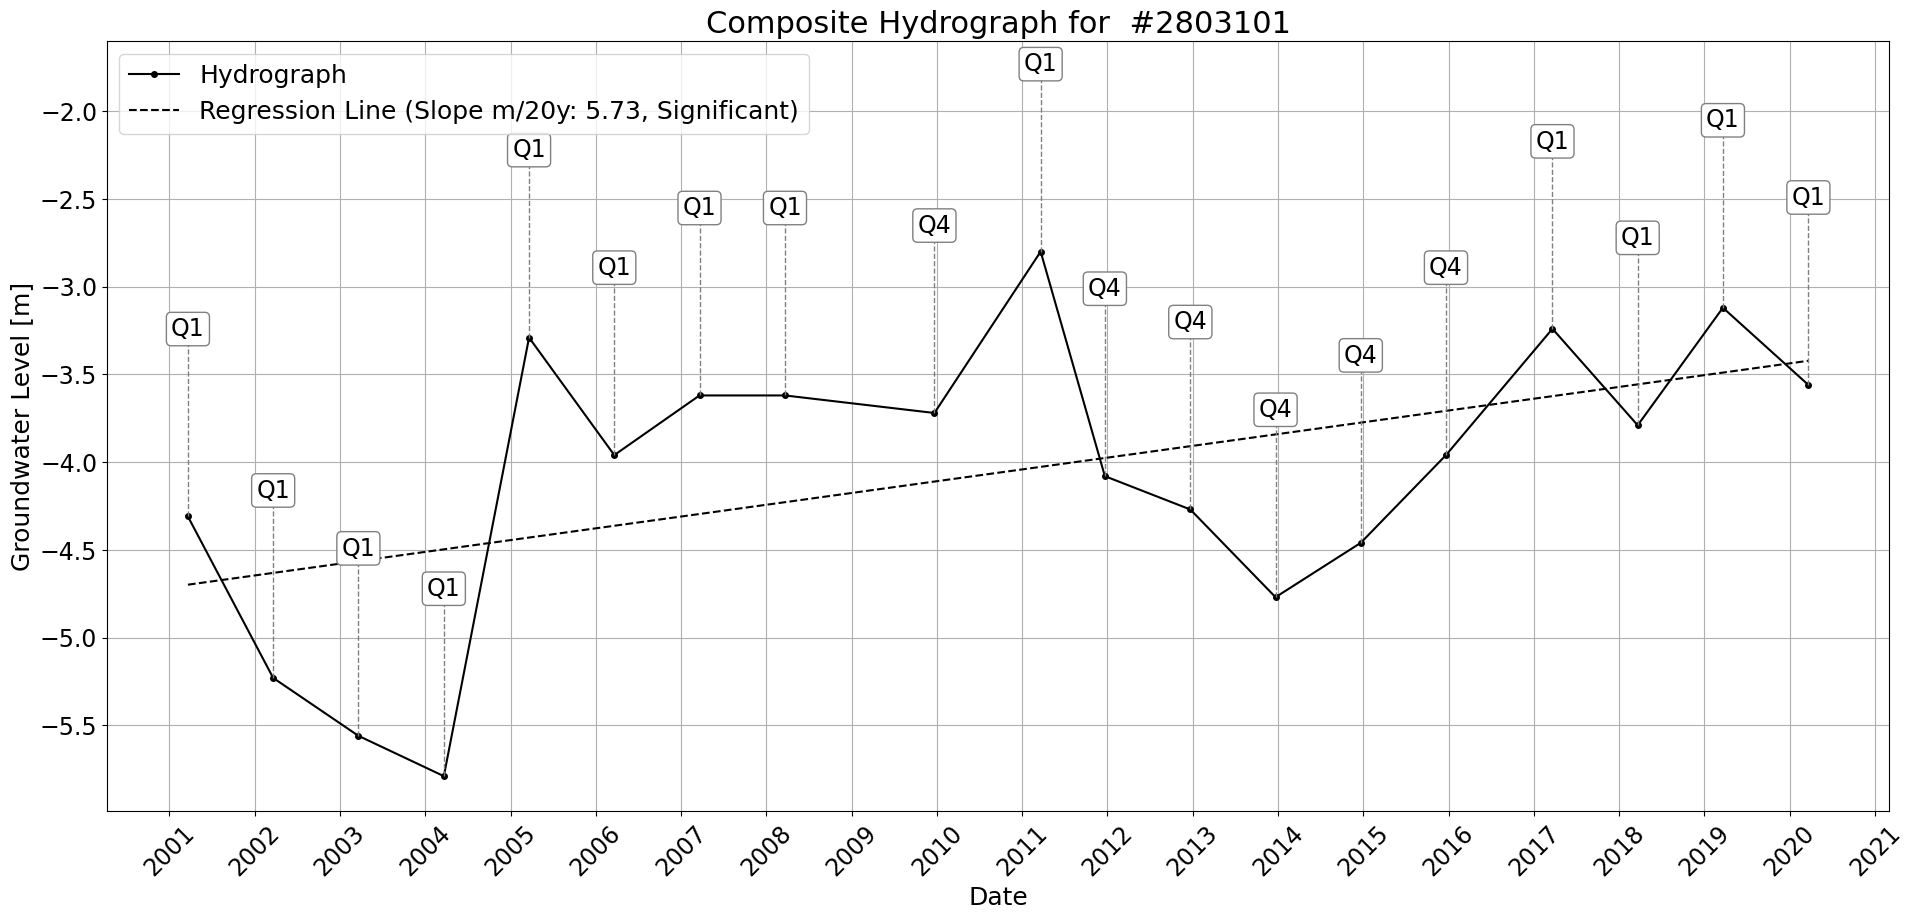 Composite Hydrograph for  #2803101
Hydrograph
Regression Line (Slope m/20y: 5.73, Significant)
Q1
Q1
Q1
Q1
Q1
Q1
Q1
Q1
Q4
Q1
Q4
Q4
Q4
Q4
Q4
Q1
Q1
Q1
Q1
Groundwater Level [m]
−2.0
−2.5
−3.0
−3.5
−4.0
−4.5
−5.0
−5.5
2001
2002
2003
2004
2005
2006
2007
2008
2009
2010
2011
2012
2013
2014
2015
2016
2017
2018
2019
2020
2021
Date